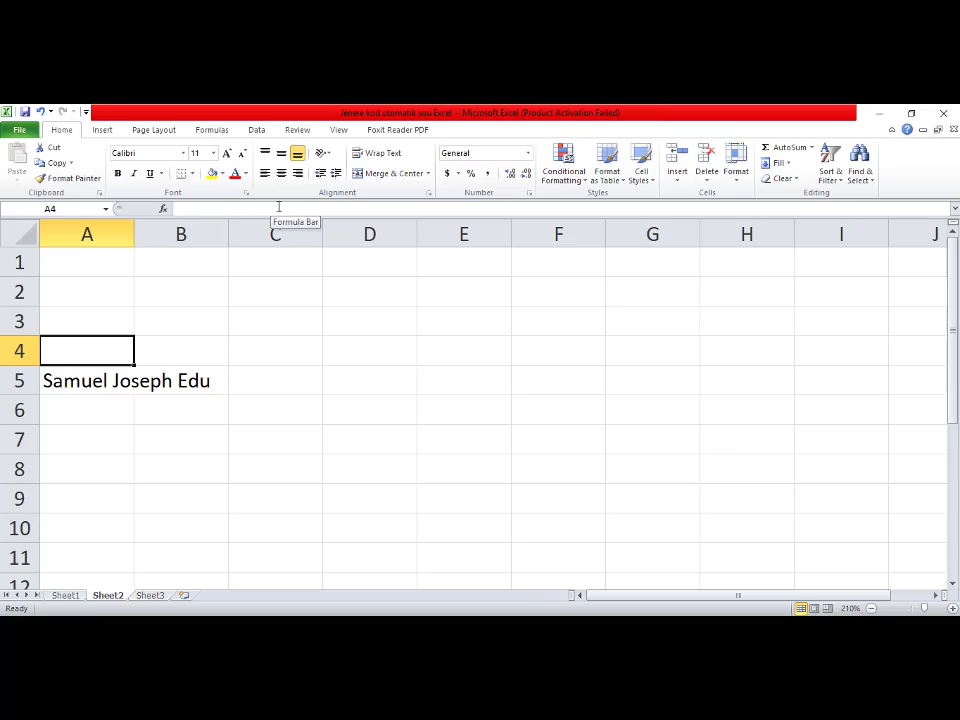 Jenere kod otomatik sou Excel - Microsoft Excel (Product Activation Failed)
File Home Insert Page Layout Formulas Data Review View Foxit Reader PDF
Cut
Copy
Format Painter
Paste
Calibri 11
B I U
Wrap Text
Merge & Center
General
$ % ,
Conditional Formatting
Format as Table
Cell Styles
Insert
Delete
Format
AutoSum
Fill
Clear
Sort & Filter
Find & Select
Clipboard Font Alignment Number Styles Cells Editing
A4 fx
Formula Bar
A B C D E F G H I J
1
2
3
4
5 Samuel Joseph Edu
6
7
8
9
10
11
12
Sheet1 Sheet2 Sheet3
Ready 210%